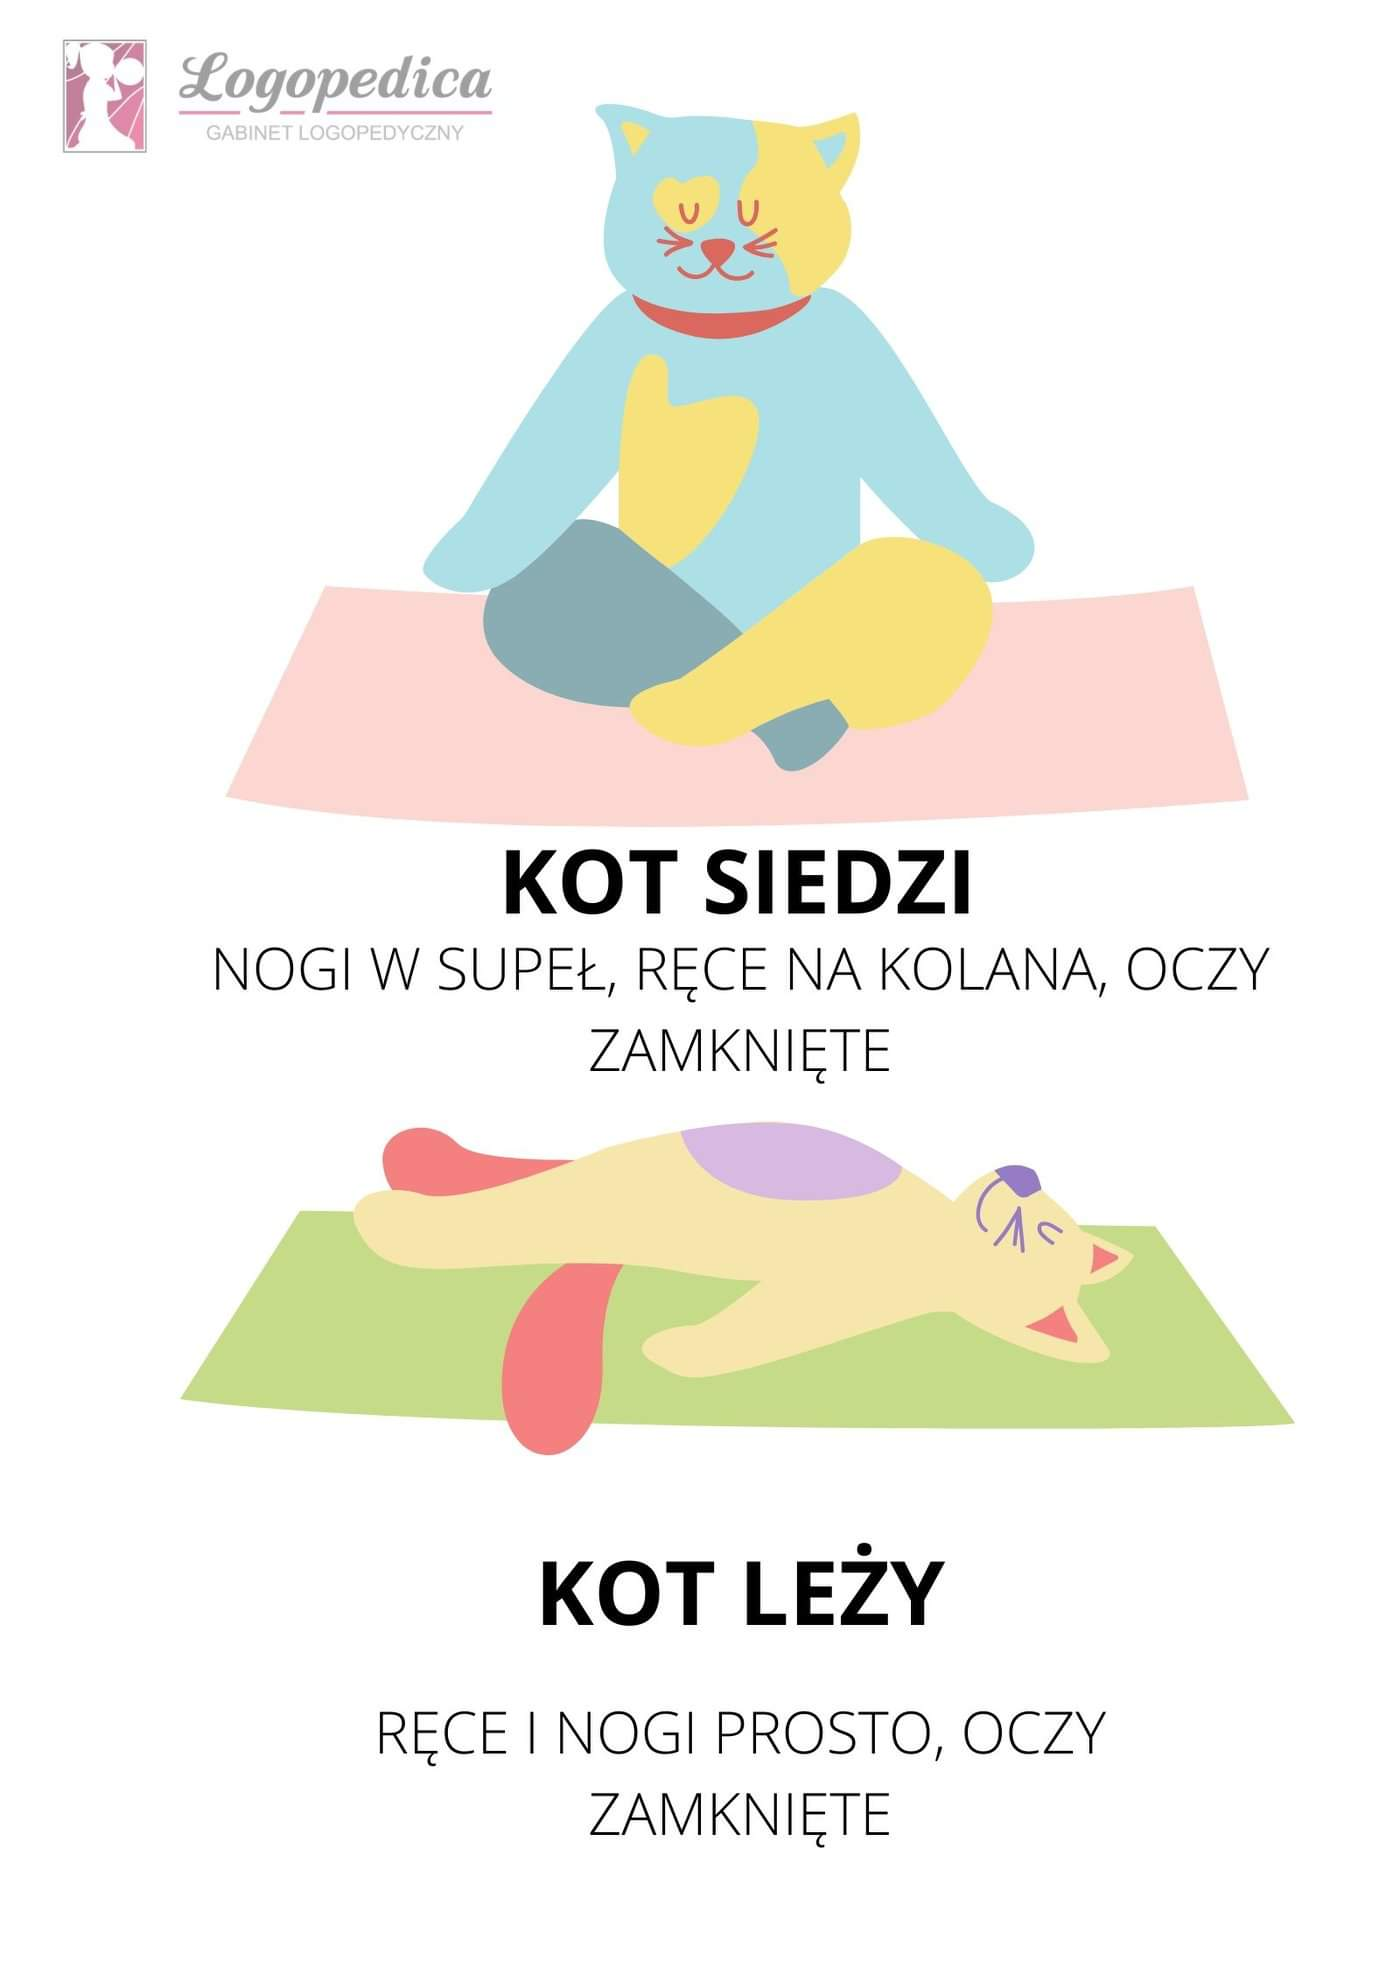 Logopedica
GABINET LOGOPEDYCZNY
KOT SIEDZI
NOGI W SUPEŁ, RĘCE NA KOLANA, OCZY
ZAMKNIĘTE
KOT LEŻY
RĘCE I NOGI PROSTO, OCZY
ZAMKNIĘTE